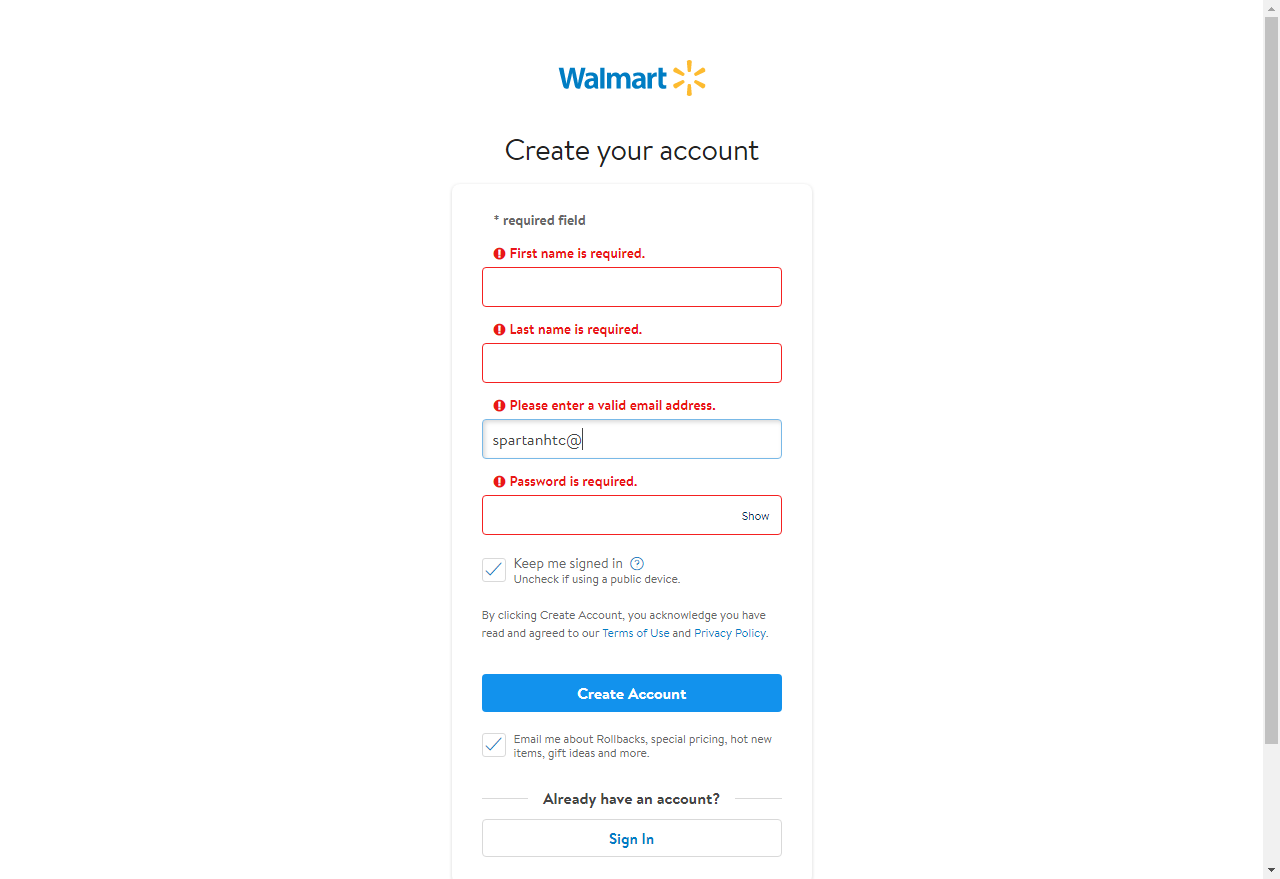 Walmart
Create your account
* required field
First name is required.
Last name is required.
Please enter a valid email address.
spartanhtc@
Password is required.
Show
Keep me signed in
Uncheck if using a public device.
By clicking Create Account, you acknowledge you have
read and agreed to our Terms of Use and Privacy Policy.
Create Account
Email me about Rollbacks, special pricing, hot new
items, gift ideas and more.
Already have an account?
Sign In